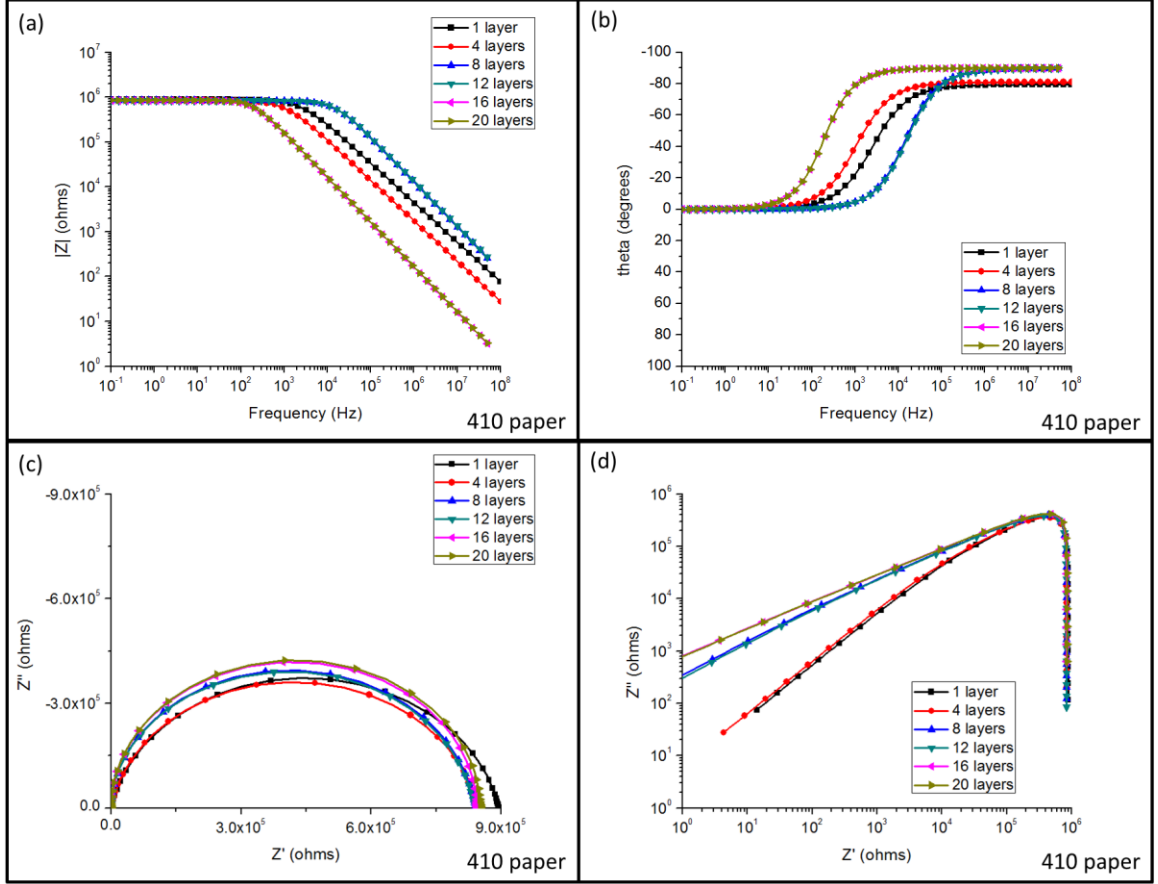 (a)
1 layer
4 layers
8 layers
12 layers
16 layers
20 layers
10^7
10^6
10^5
10^4
10^3
10^2
10^1
10^0
|Z| (ohms)
10^-1 10^0 10^1 10^2 10^3 10^4 10^5 10^6 10^7 10^8
Frequency (Hz)
410 paper
(b)
-100
-80
-60
-40
-20
0
20
40
60
80
100
theta (degrees)
1 layer
4 layers
8 layers
12 layers
16 layers
20 layers
10^-1 10^0 10^1 10^2 10^3 10^4 10^5 10^6 10^7 10^8
Frequency (Hz)
410 paper
(c)
1 layer
4 layers
8 layers
12 layers
16 layers
20 layers
-9.0x10^5
-6.0x10^5
-3.0x10^5
0.0
Z'' (ohms)
0.0 3.0x10^5 6.0x10^5 9.0x10^5
Z' (ohms)
410 paper
(d)
10^6
10^5
10^4
10^3
10^2
10^1
10^0
Z'' (ohms)
1 layer
4 layers
8 layers
12 layers
16 layers
20 layers
10^0 10^1 10^2 10^3 10^4 10^5 10^6
Z' (ohms)
410 paper